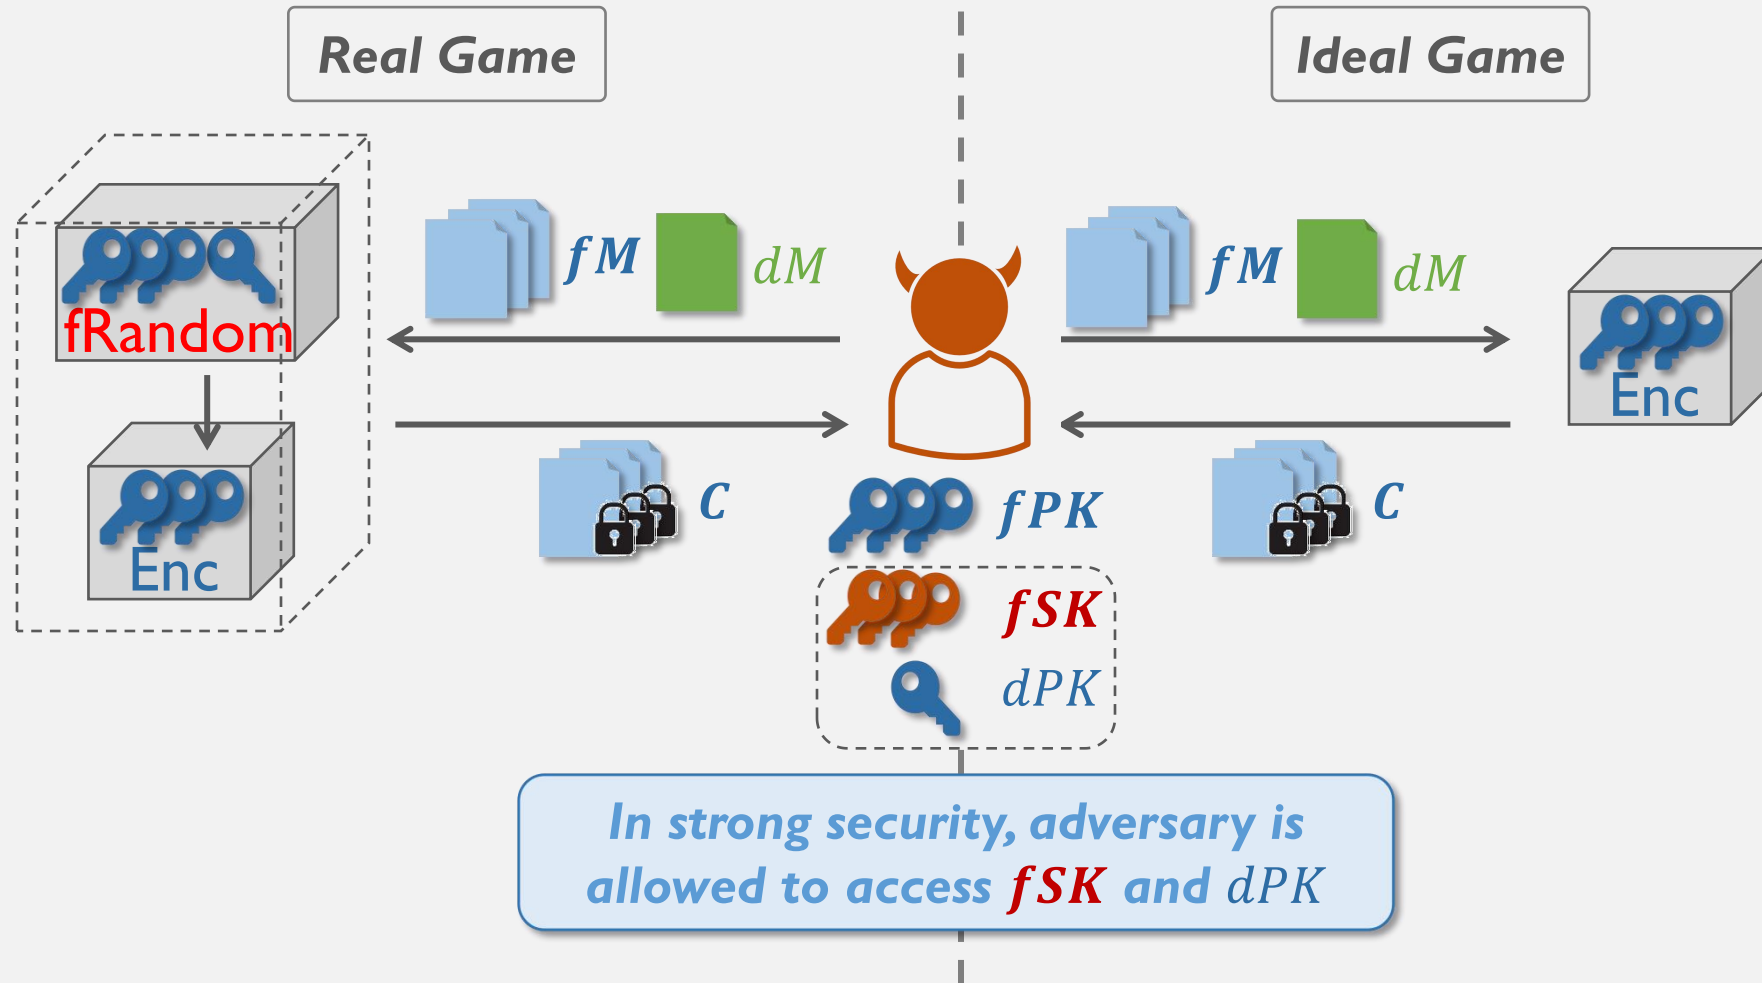 Real Game
Ideal Game
fM dM
fM dM
fRandom
Enc
Enc
C
C
fPK
fSK
dPK
In strong security, adversary is
allowed to access fSK and dPK